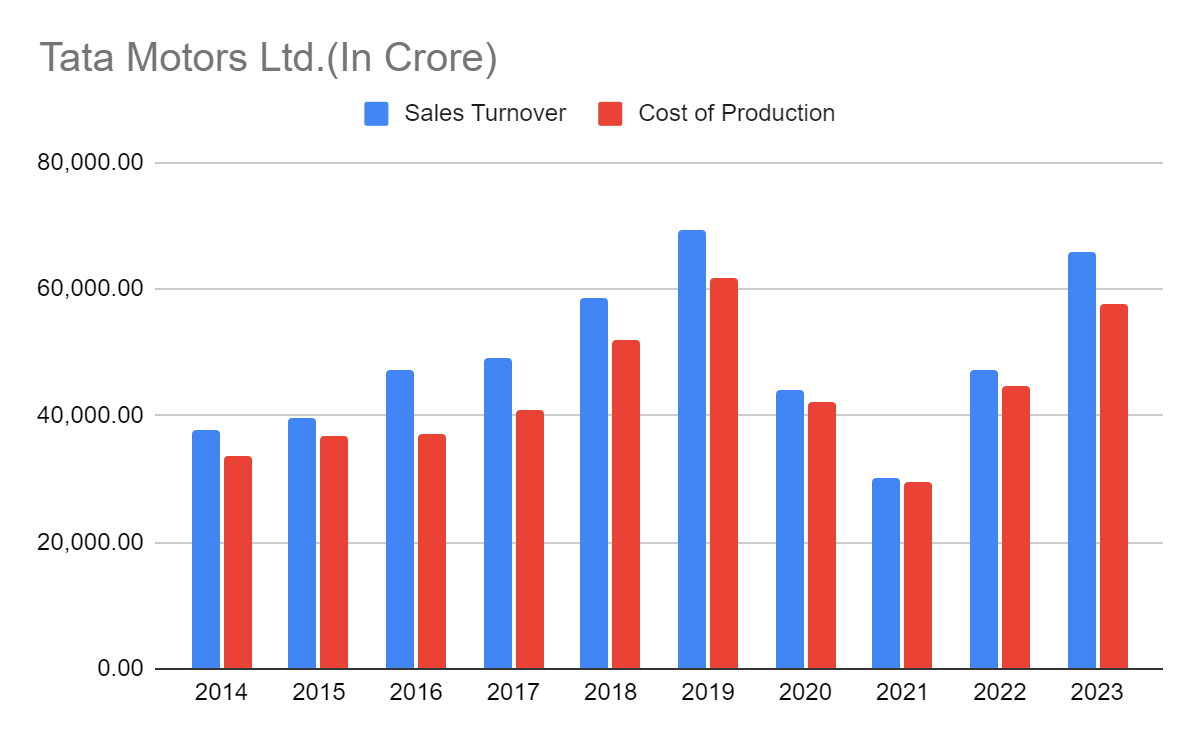 Tata Motors Ltd.(In Crore)
Sales Turnover Cost of Production
80,000.00
60,000.00
40,000.00
20,000.00
0.00
2014 2015 2016 2017 2018 2019 2020 2021 2022 2023